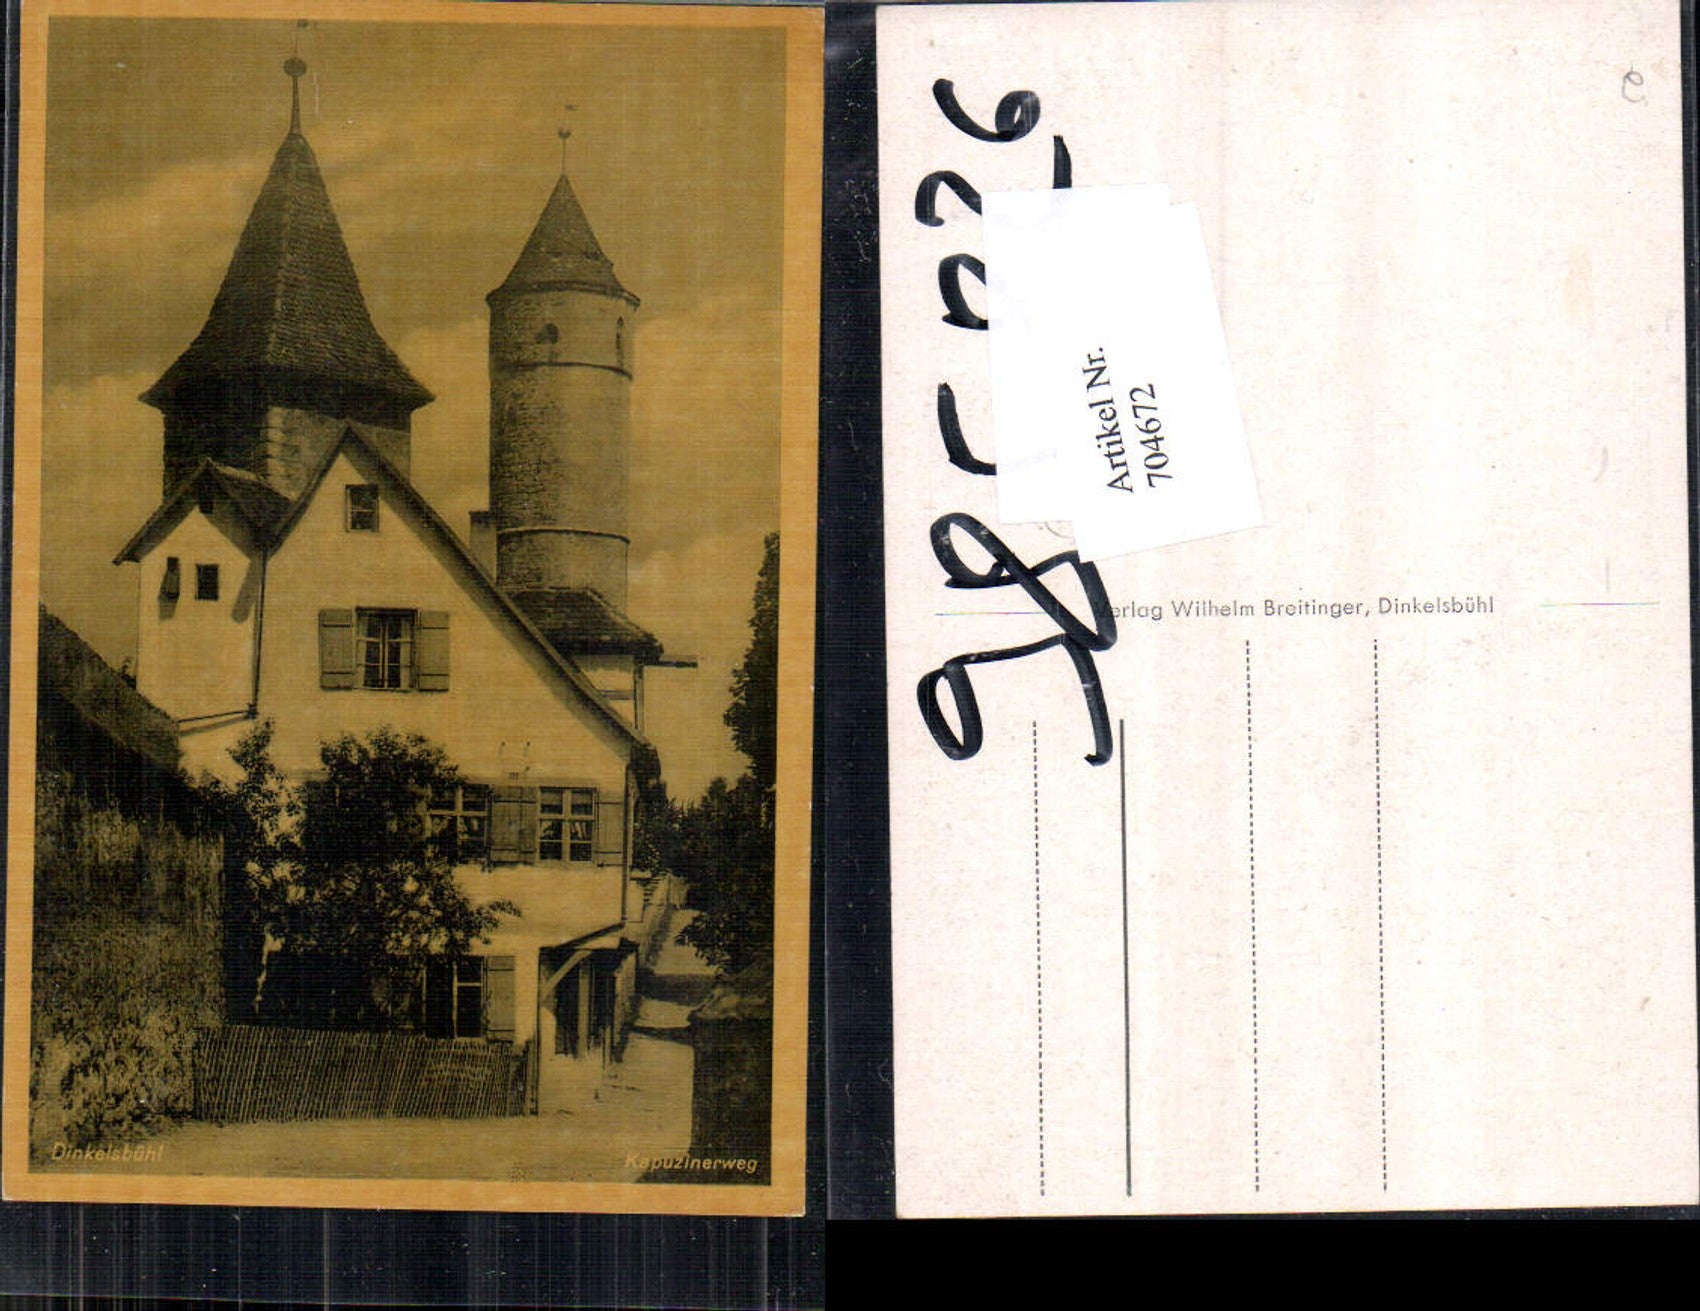 Dinkelsbühl
Kapuzinerweg
Artikel Nr.
704672
Verlag Wilhelm Breitinger, Dinkelsbühl